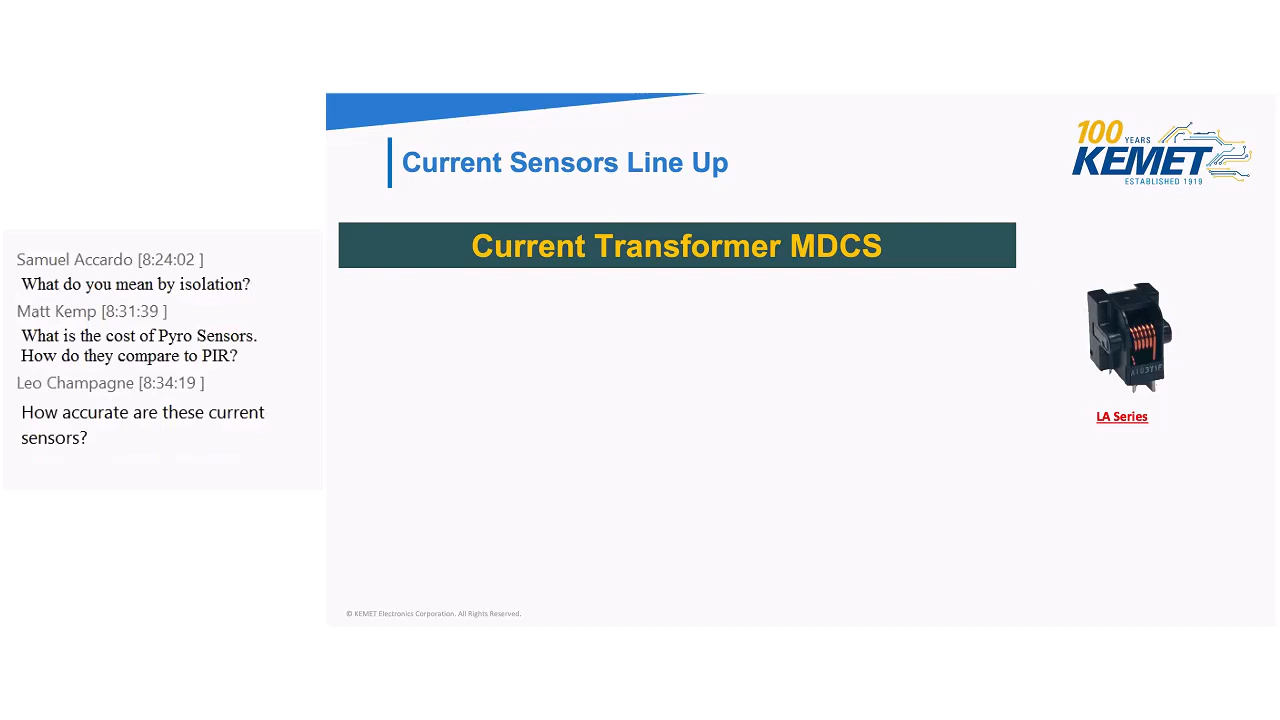 Samuel Accardo [8:24:02 ]
What do you mean by isolation?
Matt Kemp [8:31:39 ]
What is the cost of Pyro Sensors.
How do they compare to PIR?
Leo Champagne [8:34:19 ]
How accurate are these current
sensors?
Current Sensors Line Up
100
YEARS
KEMET
ESTABLISHED 1919
Current Transformer MDCS
LA Series
© KEMET Electronics Corporation. All Rights Reserved.